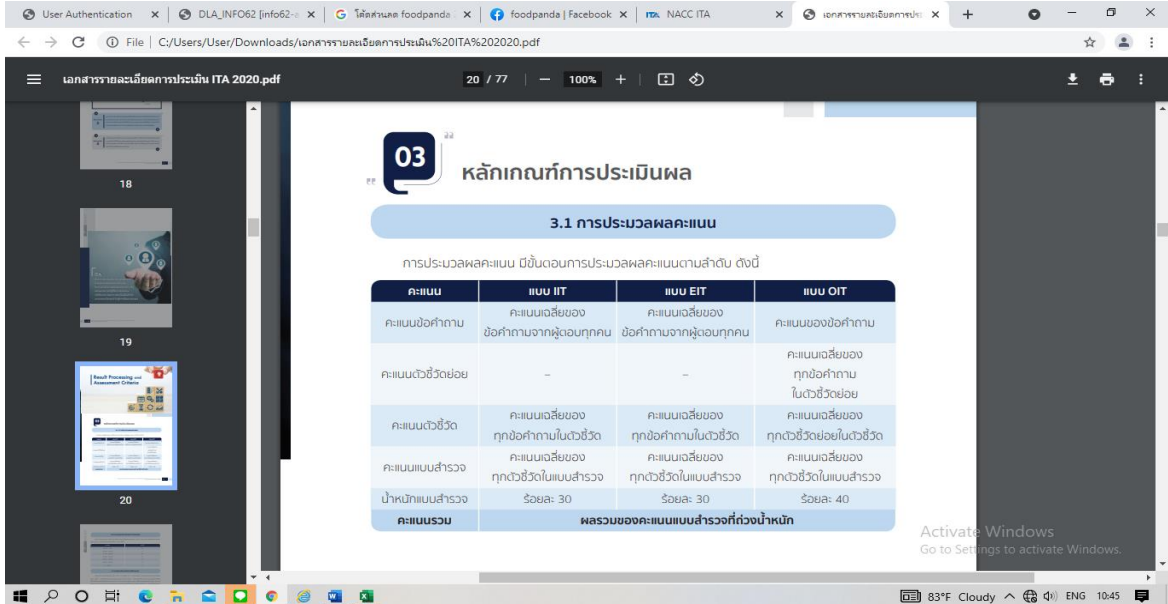 User Authentication
DLA_INFO62 [info62-a
โค้ดส่วนลด foodpanda
foodpanda | Facebook
NACC ITA
เอกสารรายละเอียดการประเมิ
File | C:/Users/User/Downloads/เอกสารรายละเอียดการประเมิน%20ITA%202020.pdf
เอกสารรายละเอียดการประเมิน ITA 2020.pdf
20 / 77 | − 100% +
18
19
Result Processing and
Assessment Criteria
20
03
หลักเกณฑ์การประเมินผล
3.1 การประมวลผลคะแนน
การประมวลผลคะแนน มีขั้นตอนการประมวลผลคะแนนตามลำดับ ดังนี้
คะแนน แบบ IIT แบบ EIT แบบ OIT
คะแนนข้อคำถาม คะแนนเฉลี่ยของ ข้อคำถามจากผู้ตอบทุกคน คะแนนเฉลี่ยของ ข้อคำถามจากผู้ตอบทุกคน คะแนนของข้อคำถาม
คะแนนตัวชี้วัดย่อย – – คะแนนเฉลี่ยของ ทุกข้อคำถาม ในตัวชี้วัดย่อย
คะแนนตัวชี้วัด คะแนนเฉลี่ยของ ทุกข้อคำถามในตัวชี้วัด คะแนนเฉลี่ยของ ทุกข้อคำถามในตัวชี้วัด คะแนนเฉลี่ยของ ทุกตัวชี้วัดย่อยในตัวชี้วัด
คะแนนแบบสำรวจ คะแนนเฉลี่ยของ ทุกตัวชี้วัดในแบบสำรวจ คะแนนเฉลี่ยของ ทุกตัวชี้วัดในแบบสำรวจ คะแนนเฉลี่ยของ ทุกตัวชี้วัดในแบบสำรวจ
น้ำหนักแบบสำรวจ ร้อยละ 30 ร้อยละ 30 ร้อยละ 40
คะแนนรวม ผลรวมของคะแนนแบบสำรวจที่ถ่วงน้ำหนัก
Activate Windows
Go to Settings to activate Windows.
83°F Cloudy ENG 10:45